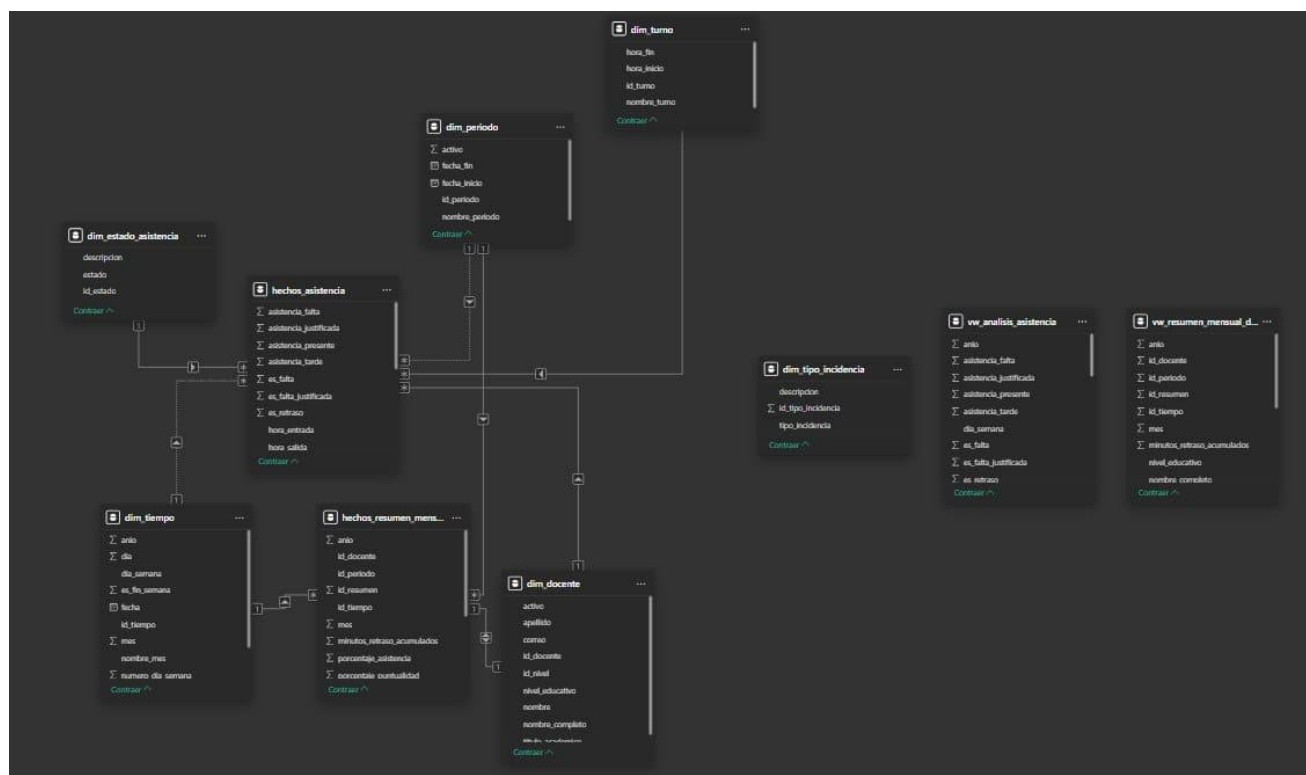 dim_turno
hora_fin
hora_inicio
id_turno
nombre_turno
Contraer
dim_periodo
activo
fecha_fin
fecha_inicio
id_periodo
nombre_periodo
Contraer
dim_estado_asistencia
descripcion
estado
id_estado
Contraer
hechos_asistencia
asistencia_falta
asistencia_justificada
asistencia_presente
asistencia_tarde
es_falta
es_falta_justificada
es_retraso
hora_entrada
hora_salida
Contraer
dim_tipo_incidencia
descripcion
id_tipo_incidencia
tipo_incidencia
Contraer
vw_analisis_asistencia
anio
asistencia_falta
asistencia_justificada
asistencia_presente
asistencia_tarde
dia_semana
es_falta
es_falta_justificada
es_retraso
Contraer
vw_resumen_mensual_d...
anio
id_docente
id_periodo
id_resumen
id_tiempo
mes
minutos_retraso_acumulados
nivel_educativo
nombre_completo
Contraer
dim_tiempo
anio
dia
dia_semana
es_fin_semana
fecha
id_tiempo
mes
nombre_mes
numero_dia_semana
Contraer
hechos_resumen_mens...
anio
id_docente
id_periodo
id_resumen
id_tiempo
mes
minutos_retraso_acumulados
porcentaje_asistencia
porcentaje_puntualidad
Contraer
dim_docente
activo
apellido
correo
id_docente
id_nivel
nivel_educativo
nombre
nombre_completo
titulo_academico
Contraer